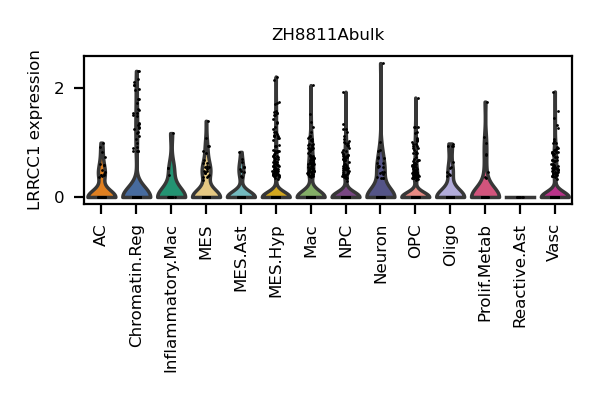 ZH8811Abulk
LRRCC1 expression
2
0
AC
Chromatin.Reg
Inflammatory.Mac
MES
MES.Ast
MES.Hyp
Mac
NPC
Neuron
OPC
Oligo
Prolif.Metab
Reactive.Ast
Vasc